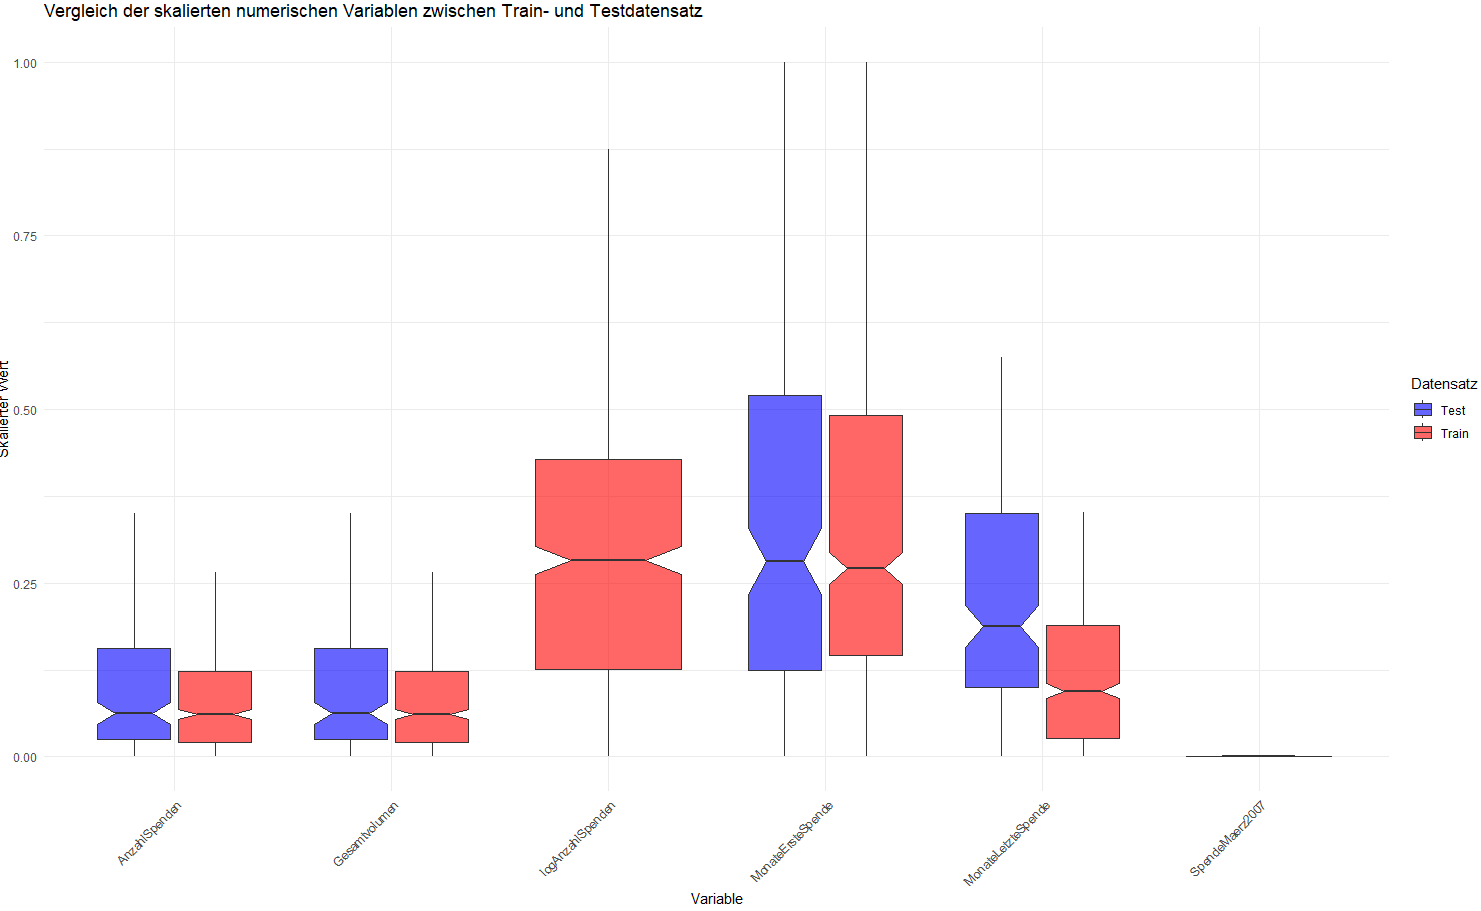 Vergleich der skalierten numerischen Variablen zwischen Train- und Testdatensatz
1.00
0.75
0.50
0.25
0.00
Skalierter Wert
AnzahlSpenden
Gesamtvolumen
logAnzahlSpenden
MonateErsteSpende
MonateLetzteSpende
SpendeMaerz2007
Variable
Datensatz
Test
Train